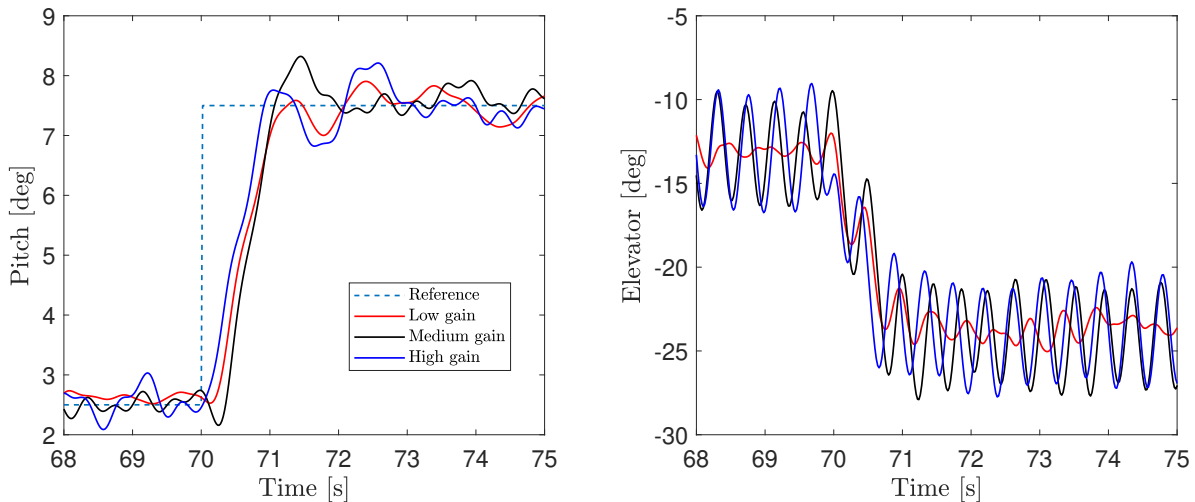 9
8
7
6
5
4
3
2
68 69 70 71 72 73 74 75
Time [s]
Pitch [deg]
Reference
Low gain
Medium gain
High gain
-5
-10
-15
-20
-25
-30
68 69 70 71 72 73 74 75
Time [s]
Elevator [deg]